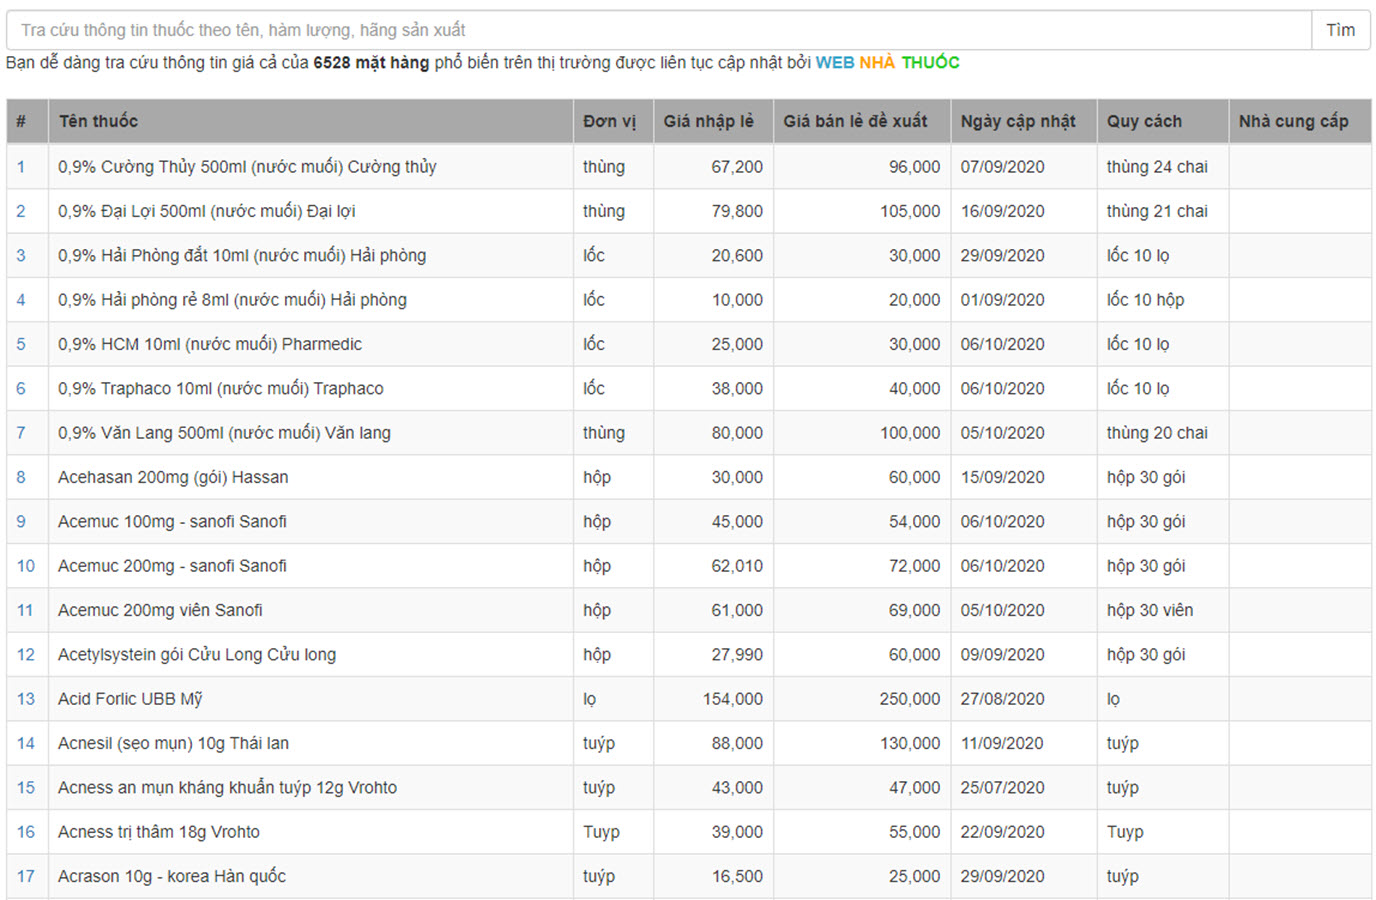 Tra cứu thông tin thuốc theo tên, hàm lượng, hãng sản xuất Tìm
Bạn dễ dàng tra cứu thông tin giá cả của 6528 mặt hàng phổ biến trên thị trường được liên tục cập nhật bởi WEB NHÀ THUỐC
# Tên thuốc Đơn vị Giá nhập lẻ Giá bán lẻ đề xuất Ngày cập nhật Quy cách Nhà cung cấp
1 0,9% Cường Thủy 500ml (nước muối) Cường thủy thùng 67,200 96,000 07/09/2020 thùng 24 chai
2 0,9% Đại Lợi 500ml (nước muối) Đại lợi thùng 79,800 105,000 16/09/2020 thùng 21 chai
3 0,9% Hải Phòng đắt 10ml (nước muối) Hải phòng lốc 20,600 30,000 29/09/2020 lốc 10 lọ
4 0,9% Hải phòng rẻ 8ml (nước muối) Hải phòng lốc 10,000 20,000 01/09/2020 lốc 10 hộp
5 0,9% HCM 10ml (nước muối) Pharmedic lốc 25,000 30,000 06/10/2020 lốc 10 lọ
6 0,9% Traphaco 10ml (nước muối) Traphaco lốc 38,000 40,000 06/10/2020 lốc 10 lọ
7 0,9% Văn Lang 500ml (nước muối) Văn lang thùng 80,000 100,000 05/10/2020 thùng 20 chai
8 Acehasan 200mg (gói) Hassan hộp 30,000 60,000 15/09/2020 hộp 30 gói
9 Acemuc 100mg - sanofi Sanofi hộp 45,000 54,000 06/10/2020 hộp 30 gói
10 Acemuc 200mg - sanofi Sanofi hộp 62,010 72,000 06/10/2020 hộp 30 gói
11 Acemuc 200mg viên Sanofi hộp 61,000 69,000 05/10/2020 hộp 30 viên
12 Acetylsystein gói Cửu Long Cửu long hộp 27,990 60,000 09/09/2020 hộp 30 gói
13 Acid Forlic UBB Mỹ lọ 154,000 250,000 27/08/2020 lọ
14 Acnesil (sẹo mụn) 10g Thái lan tuýp 88,000 130,000 11/09/2020 tuýp
15 Acness an mụn kháng khuẩn tuýp 12g Vrohto tuýp 43,000 47,000 25/07/2020 tuýp
16 Acness trị thâm 18g Vrohto Tuyp 39,000 55,000 22/09/2020 Tuyp
17 Acrason 10g - korea Hàn quốc tuýp 16,500 25,000 29/09/2020 tuýp